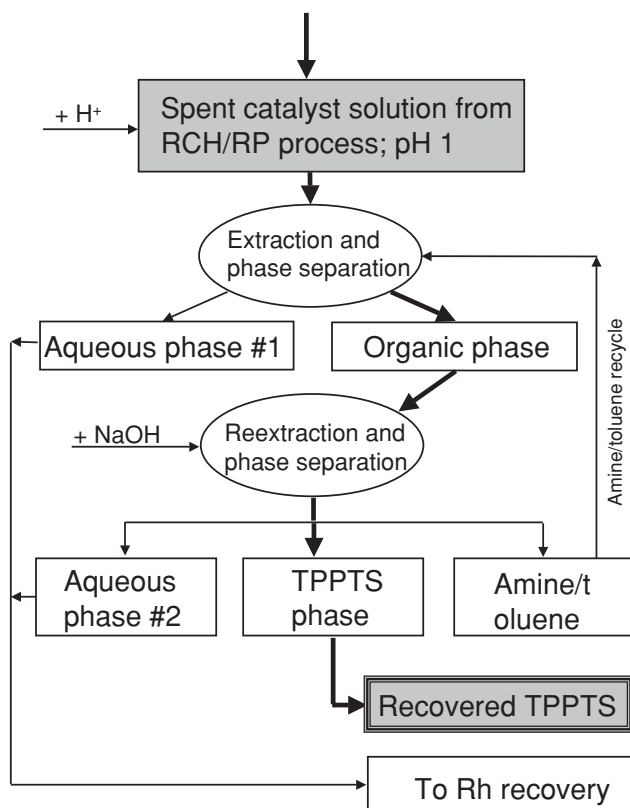 + H⁺
Spent catalyst solution from
RCH/RP process; pH 1
Extraction and
phase separation
Aqueous phase #1
Organic phase
Amine/toluene recycle
+ NaOH
Reextraction and
phase separation
Aqueous
phase #2
TPPTS
phase
Amine/t
oluene
Recovered TPPTS
To Rh recovery